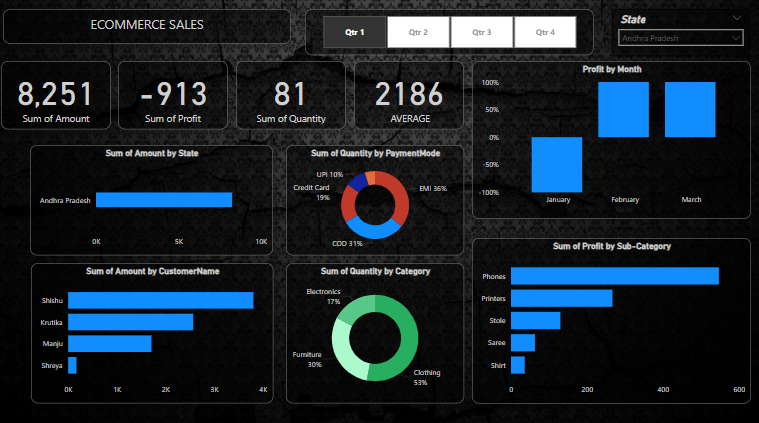 ECOMMERCE SALES
Qtr 1
Qtr 2
Qtr 3
Qtr 4
State
Andhra Pradesh
8,251
Sum of Amount
-913
Sum of Profit
81
Sum of Quantity
2186
AVERAGE
Profit by Month
100%
50%
0%
-50%
-100%
January
February
March
Sum of Amount by State
Andhra Pradesh
0K
5K
10K
Sum of Quantity by PaymentMode
UPI 10%
Credit Card
19%
EMI 36%
COD 31%
Sum of Profit by Sub-Category
Phones
Printers
Stole
Saree
Shirt
0
200
400
600
Sum of Amount by CustomerName
Shishu
Krutika
Manju
Shreya
0K
1K
2K
3K
4K
Sum of Quantity by Category
Electronics
17%
Furniture
30%
Clothing
53%